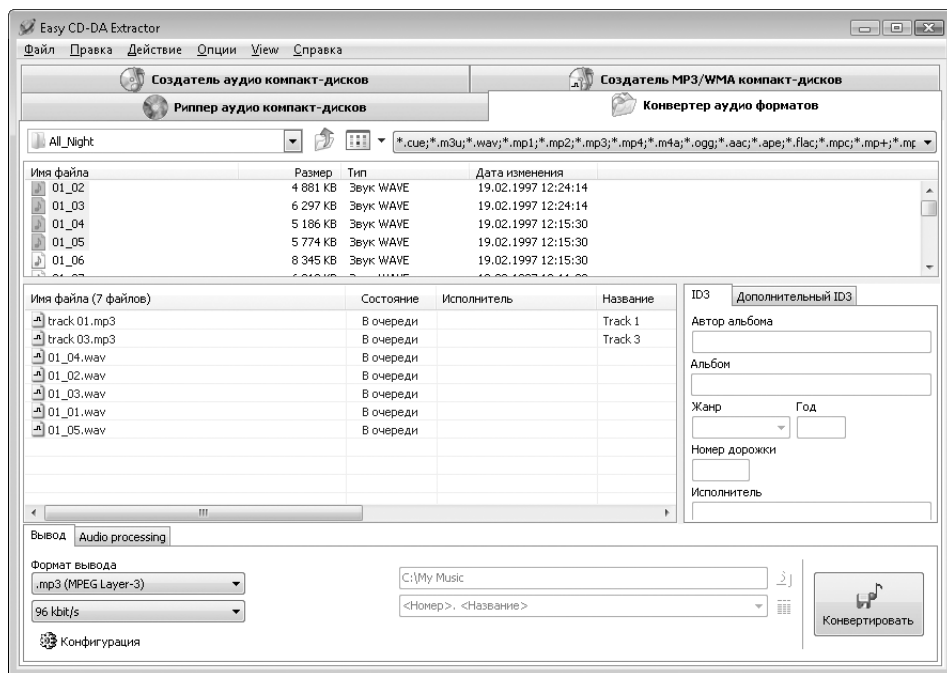 Easy CD-DA Extractor
Файл Правка Действие Опции View Справка
Создатель аудио компакт-дисков Создатель MP3/WMA компакт-дисков
Риппер аудио компакт-дисков Конвертер аудио форматов
All_Night *.cue;*.m3u;*.wav;*.mp1;*.mp2;*.mp3;*.mp4;*.m4a;*.ogg;*.aac;*.ape;*.flac;*.mpc;*.mp+;*.mp
Имя файла Размер Тип Дата изменения
01_02 4 881 KB Звук WAVE 19.02.1997 12:24:14
01_03 6 297 KB Звук WAVE 19.02.1997 12:24:14
01_04 5 186 KB Звук WAVE 19.02.1997 12:15:30
01_05 5 774 KB Звук WAVE 19.02.1997 12:15:30
01_06 8 345 KB Звук WAVE 19.02.1997 12:15:30
Имя файла (7 файлов) Состояние Исполнитель Название
track 01.mp3 В очереди Track 1
track 03.mp3 В очереди Track 3
01_04.wav В очереди
01_02.wav В очереди
01_03.wav В очереди
01_01.wav В очереди
01_05.wav В очереди
ID3 Дополнительный ID3
Автор альбома
Альбом
Жанр Год
Номер дорожки
Исполнитель
Вывод Audio processing
Формат вывода
.mp3 (MPEG Layer-3) C:\My Music
96 kbit/s <Номер>. <Название>
Конфигурация
Конвертировать